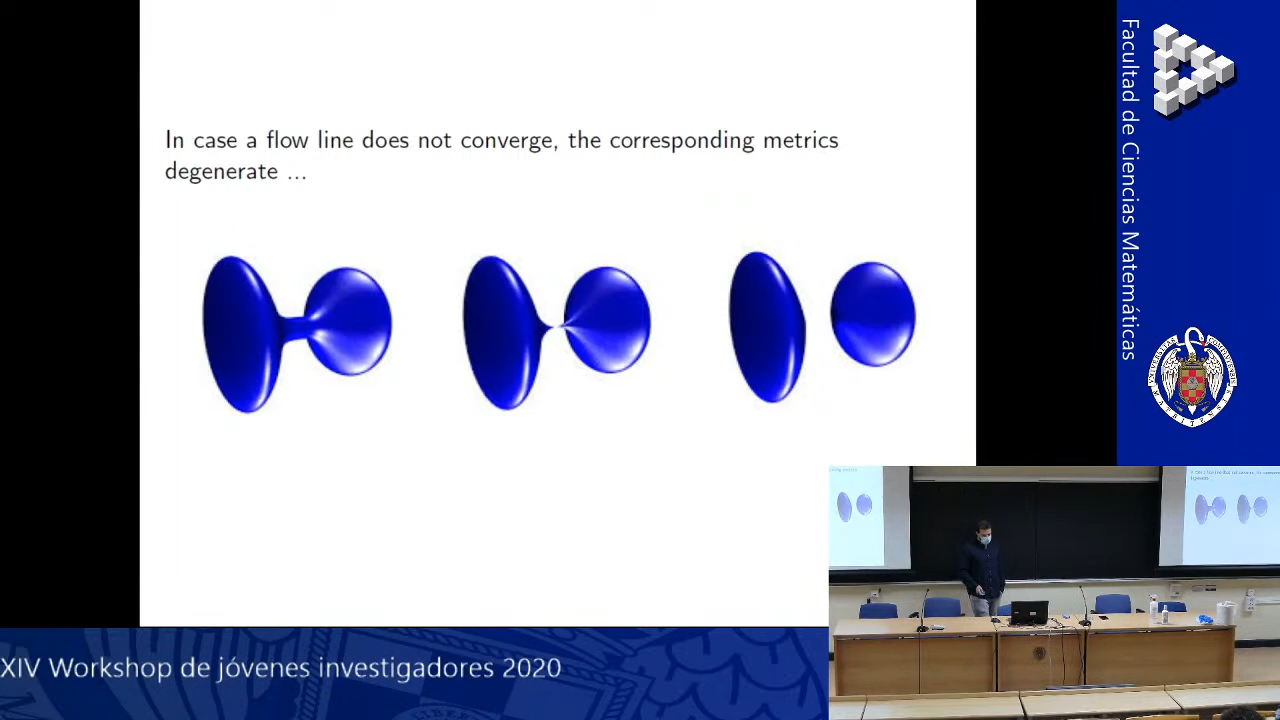 In case a flow line does not converge, the corresponding metrics
degenerate ...
Facultad de Ciencias Matemáticas
XIV Workshop de jóvenes investigadores 2020